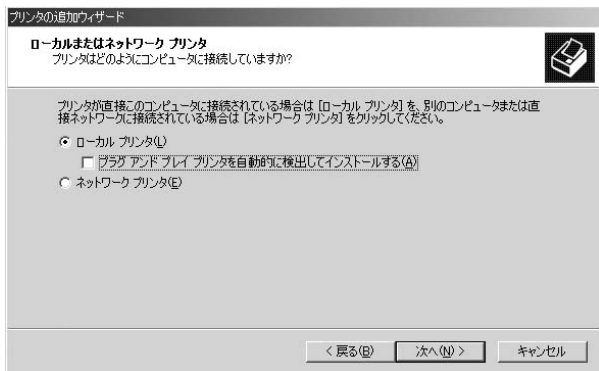 プリンタの追加ウィザード
ローカルまたはネットワーク プリンタ
プリンタはどのようにコンピュータに接続していますか?
プリンタが直接このコンピュータに接続されている場合は [ローカル プリンタ] を、別のコンピュータまたは直
接ネットワークに接続されている場合は [ネットワーク プリンタ] をクリックしてください。
ローカル プリンタ(L)
プラグ アンド プレイ プリンタを自動的に検出してインストールする(A)
ネットワーク プリンタ(E)
< 戻る(B) 次へ(N) > キャンセル